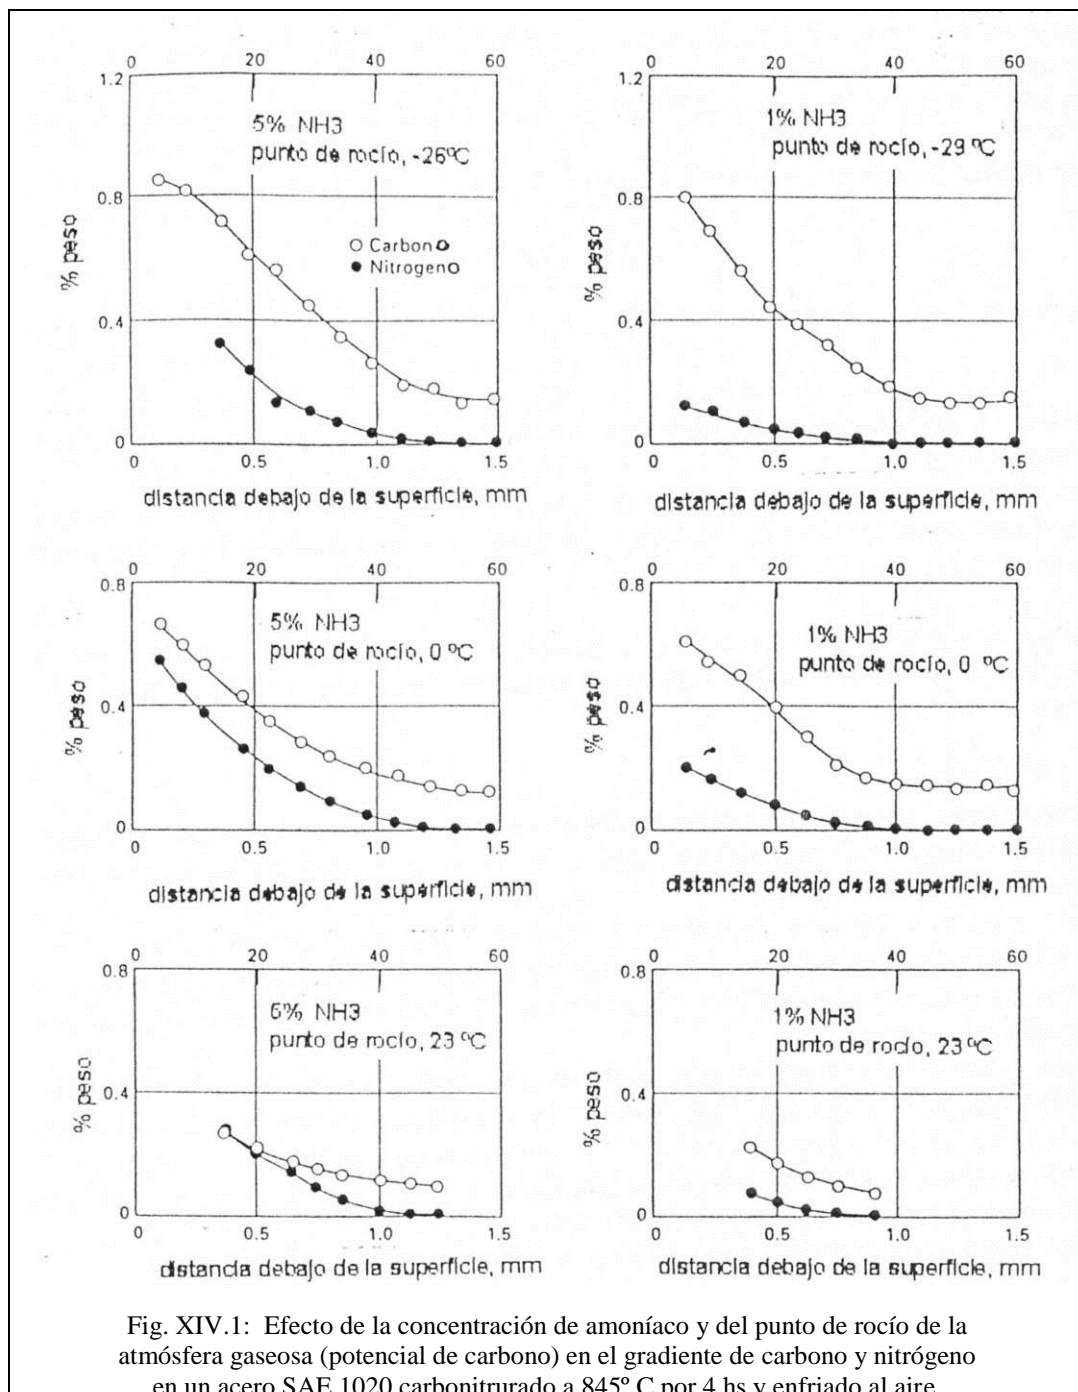 0 20 40 60
1.2
5% NH3
punto de rocío, -26ºC
0.8
Carbono
Nitrogeno
% peso
0.4
0
0 0.5 1.0 1.5
distancia debajo de la superficie, mm
0 20 40 60
1.2
1% NH3
punto de rocío, -29 ºC
0.8
% peso
0.4
0
0 0.5 1.0 1.5
distancia debajo de la superficie, mm
0 20 40 60
0.8
5% NH3
punto de rocío, 0 ºC
% peso
0.4
0
0 0.5 1.0 1.5
distancia debajo de la superficie, mm
0 20 40 60
0.8
1% NH3
punto de rocío, 0 ºC
% peso
0.4
0
0 0.5 1.0 1.5
distancia debajo de la superficie, mm
0 20 40 60
0.8
6% NH3
punto de rocío, 23 ºC
% peso
0.4
0
0 0.5 1.0 1.5
distancia debajo de la superficie, mm
0 20 40 60
0.8
1% NH3
punto de rocío, 23 ºC
% peso
0.4
0
0 0.5 1.0 1.5
distancia debajo de la superficie, mm
Fig. XIV.1: Efecto de la concentración de amoníaco y del punto de rocío de la
atmósfera gaseosa (potencial de carbono) en el gradiente de carbono y nitrógeno
en un acero SAE 1020 carbonitrurado a 845º C por 4 hs y enfriado al aire